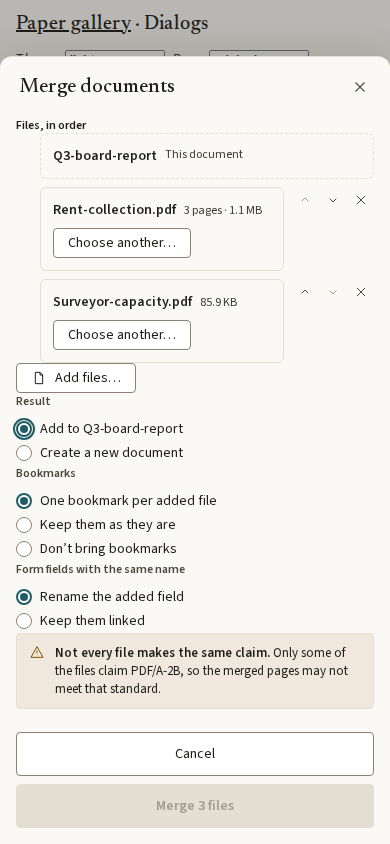 Paper gallery · Dialogs
Merge documents
Files, in order
Q3-board-report This document
Rent-collection.pdf 3 pages · 1.1 MB
Choose another…
Surveyor-capacity.pdf 85.9 KB
Choose another…
Add files…
Result
Add to Q3-board-report
Create a new document
Bookmarks
One bookmark per added file
Keep them as they are
Don’t bring bookmarks
Form fields with the same name
Rename the added field
Keep them linked
Not every file makes the same claim. Only some of
the files claim PDF/A-2B, so the merged pages may not
meet that standard.
Cancel
Merge 3 files